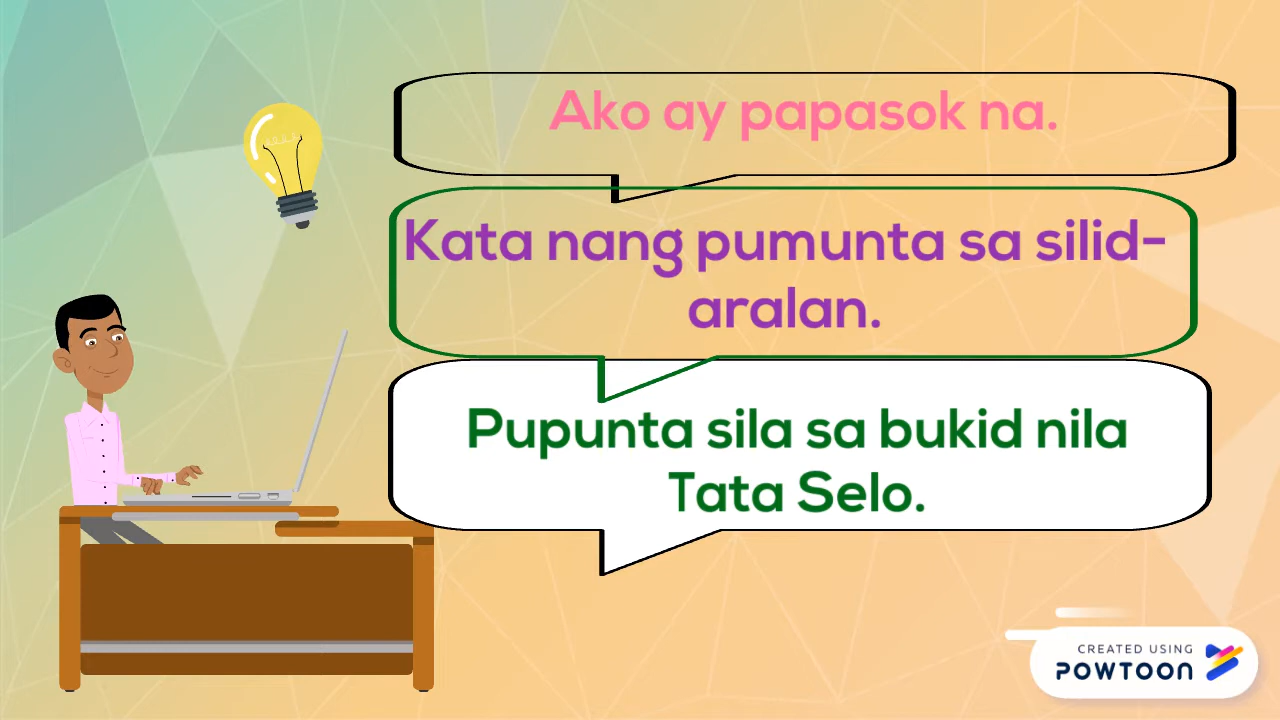 Ako ay papasok na.
Kata nang pumunta sa silid-
aralan.
Pupunta sila sa bukid nila
Tata Selo.
CREATED USING
POWTOON